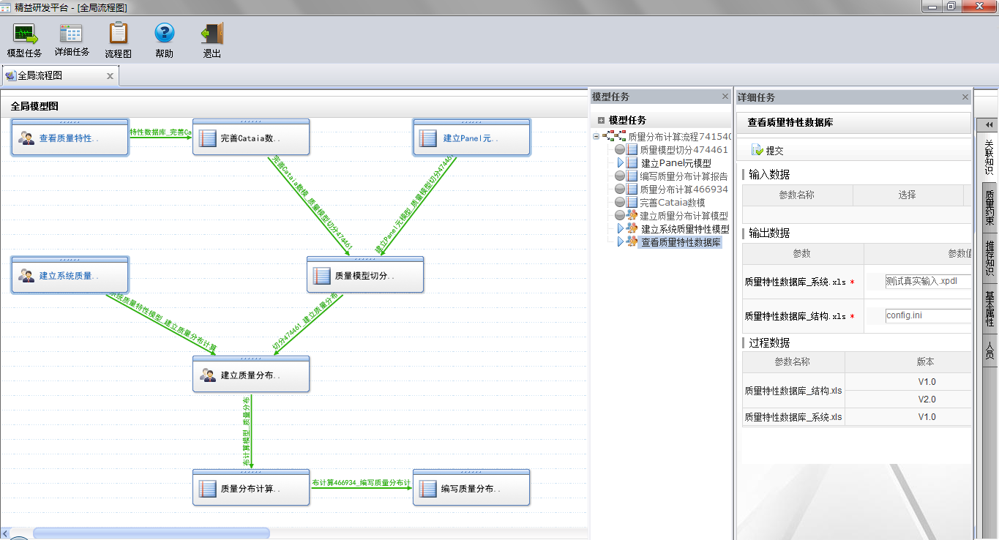 精益研发平台 - [全局流程图]
模型任务
详细任务
流程图
帮助
退出
全局流程图
全局模型图
查看质量特性..
特性数据库_完善Ca
完善Cataia数..
建立Panel元..
完善Cataia数模_质量模型切分474461
建立Panel元模型_质量模型切分474461
建立系统质量..
质量模型切分..
系统质量特性模型_建立质量分布计算
切分474461_建立质量分布
建立质量分布..
布计算模型_质量分布
质量分布计算..
布计算466934_编写质量分布计
编写质量分布..
模型任务
模型任务
质量分布计算流程741540
质量模型切分474461
建立Panel元模型
编写质量分布计算报告
质量分布计算466934
完善Cataia数模
建立质量分布计算模型
建立系统质量特性模型
查看质量特性数据库
详细任务
查看质量特性数据库
提交
输入数据
参数名称
选择
输出数据
参数
参数值
质量特性数据库_系统.xls *
测试真实输入.xpdl
质量特性数据库_结构.xls *
config.ini
过程数据
参数名称
版本
质量特性数据库_结构.xls
V1.0
V2.0
质量特性数据库_系统.xls
V1.0
关联知识
质量约束
推荐知识
基本属性
人员